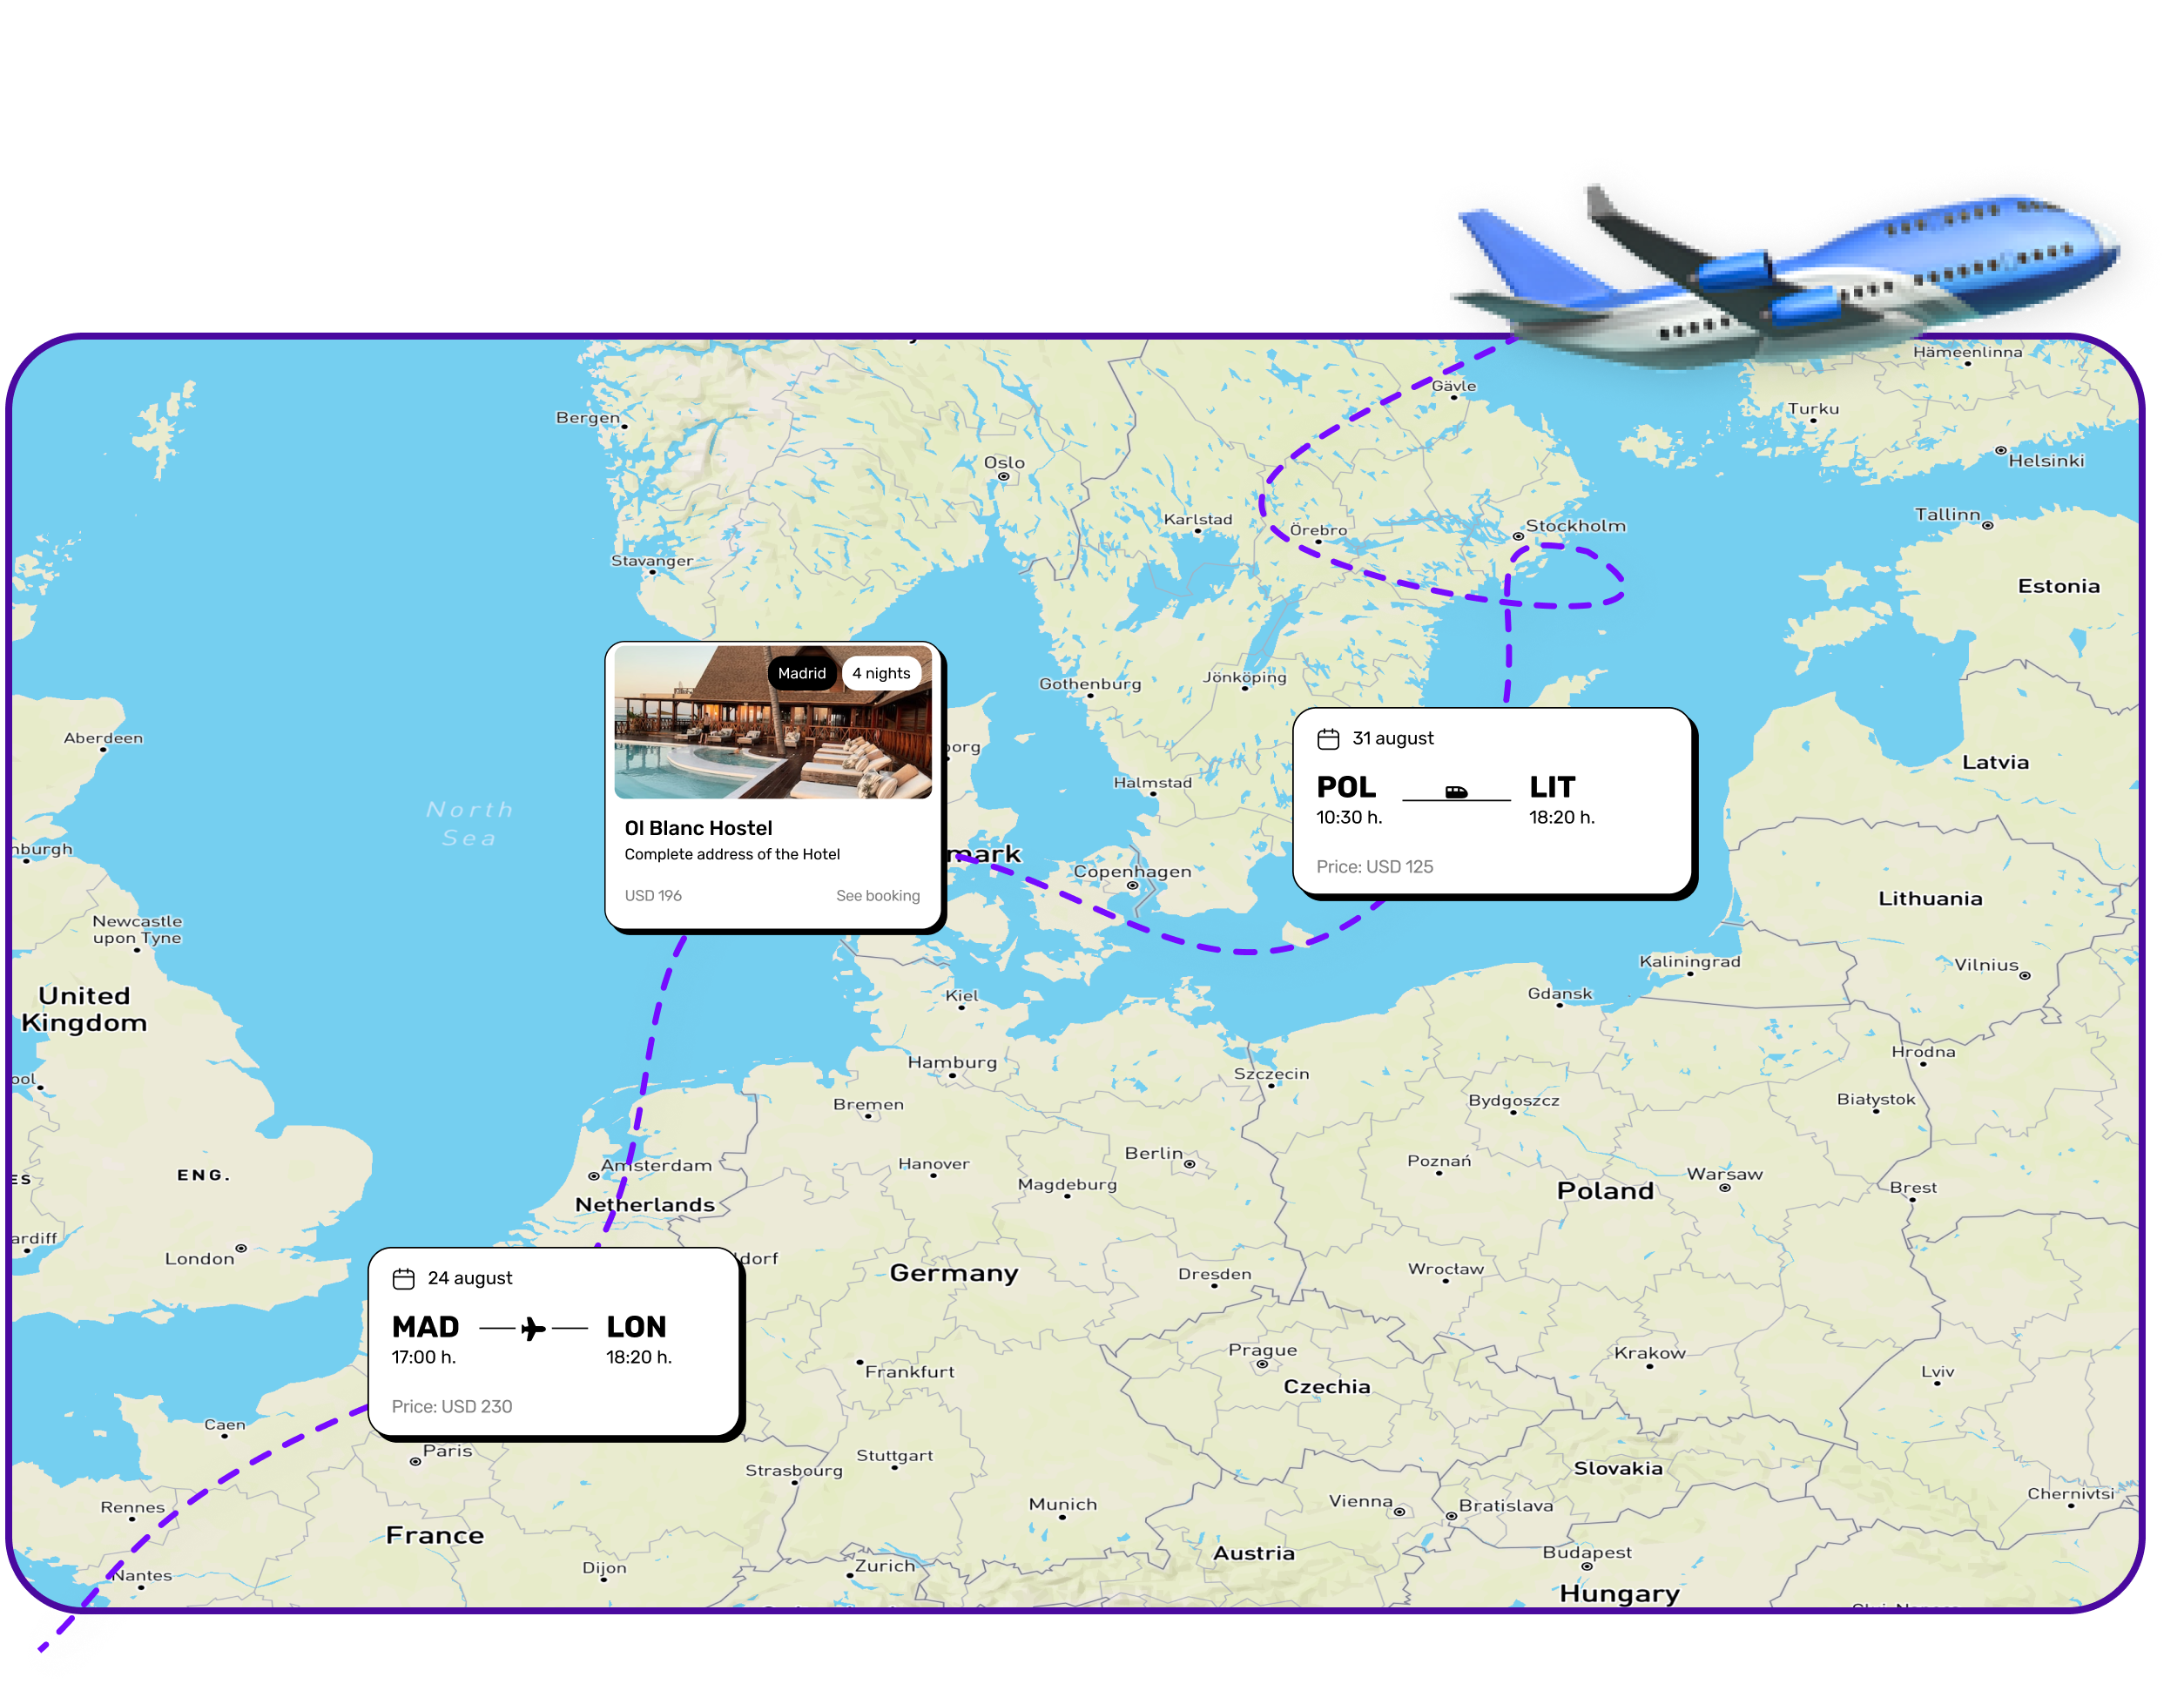 Hämeenlinna
Gävle
Turku
Bergen
Oslo
Helsinki
Karlstad
Örebro
Stockholm
Tallinn
Stavanger
Estonia
Madrid
4 nights
Gothenburg
Jönköping
Aberdeen
31 august
Latvia
Halmstad
POL
LIT
10:30 h.
18:20 h.
North
Sea
Ol Blanc Hostel
Complete address of the Hotel
Copenhagen
Price: USD 125
USD 196
See booking
Lithuania
Newcastle
upon Tyne
Kaliningrad
Vilnius
United
Kingdom
Kiel
Gdansk
Hamburg
Szczecin
Hrodna
Bremen
Bydgoszcz
Białystok
Amsterdam
Hanover
Berlin
Poznań
ENG.
Magdeburg
Warsaw
Netherlands
Poland
Brest
London
Germany
Dresden
Wrocław
24 august
MAD
LON
17:00 h.
18:20 h.
Frankfurt
Prague
Krakow
Czechia
Lviv
Price: USD 230
Caen
Paris
Strasbourg
Stuttgart
Slovakia
Rennes
Munich
Vienna
Bratislava
Chernivtsi
France
Austria
Budapest
Nantes
Dijon
Zurich
Hungary